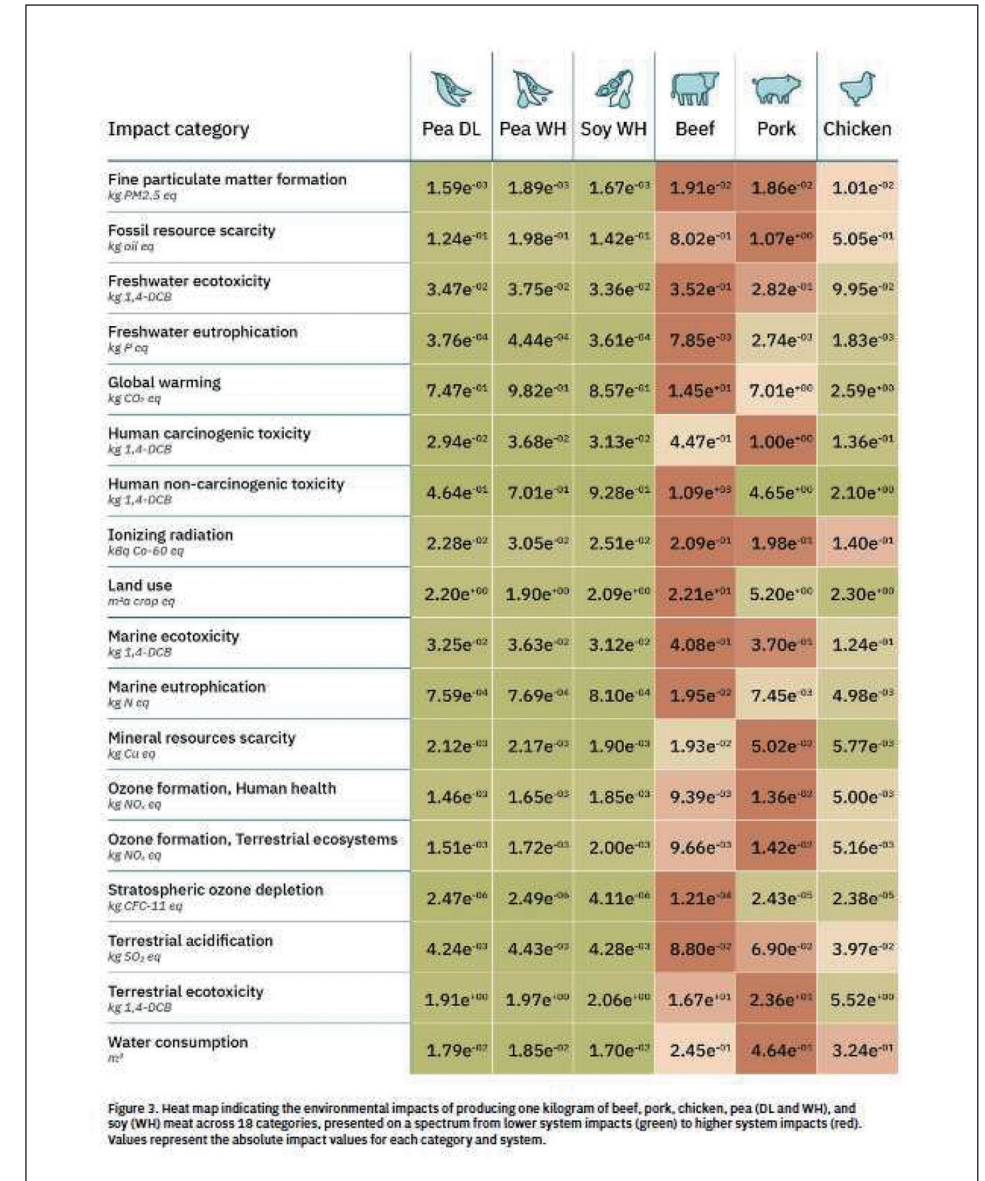 Impact category Pea DL Pea WH Soy WH Beef Pork Chicken
Fine particulate matter formation
kg PM2.5 eq
1.59e-03 1.89e-03 1.67e-03 1.91e-02 1.86e-02 1.01e-02
Fossil resource scarcity
kg oil eq
1.24e-01 1.98e-01 1.42e-01 8.02e-01 1.07e+00 5.05e-01
Freshwater ecotoxicity
kg 1,4-DCB
3.47e-02 3.75e-02 3.36e-02 3.52e-01 2.82e-01 9.95e-02
Freshwater eutrophication
kg P eq
3.76e-04 4.44e-04 3.61e-04 7.85e-03 2.74e-03 1.83e-03
Global warming
kg CO₂ eq
7.47e-01 9.82e-01 8.57e-01 1.45e+01 7.01e+00 2.59e+00
Human carcinogenic toxicity
kg 1,4-DCB
2.94e-02 3.68e-02 3.13e-02 4.47e-01 1.00e+00 1.36e-01
Human non-carcinogenic toxicity
kg 1,4-DCB
4.64e-01 7.01e-01 9.28e-01 1.09e+03 4.65e+00 2.10e+00
Ionizing radiation
kBq Co-60 eq
2.28e-02 3.05e-02 2.51e-02 2.09e-01 1.98e-01 1.40e-01
Land use
m²a crop eq
2.20e+00 1.90e+00 2.09e+00 2.21e+01 5.20e+00 2.30e+00
Marine ecotoxicity
kg 1,4-DCB
3.25e-02 3.63e-02 3.12e-02 4.08e-01 3.70e-01 1.24e-01
Marine eutrophication
kg N eq
7.59e-04 7.69e-04 8.10e-04 1.95e-02 7.45e-03 4.98e-03
Mineral resources scarcity
kg Cu eq
2.12e-03 2.17e-03 1.90e-03 1.93e-02 5.02e-02 5.77e-03
Ozone formation, Human health
kg NOₓ eq
1.46e-03 1.65e-03 1.85e-03 9.39e-03 1.36e-02 5.00e-03
Ozone formation, Terrestrial ecosystems
kg NOₓ eq
1.51e-03 1.72e-03 2.00e-03 9.66e-03 1.42e-02 5.16e-03
Stratospheric ozone depletion
kg CFC-11 eq
2.47e-06 2.49e-06 4.11e-06 1.21e-04 2.43e-05 2.38e-05
Terrestrial acidification
kg SO₂ eq
4.24e-03 4.43e-03 4.28e-03 8.80e-02 6.90e-02 3.97e-02
Terrestrial ecotoxicity
kg 1,4-DCB
1.91e+00 1.97e+00 2.06e+00 1.67e+01 2.36e+01 5.52e+00
Water consumption
m³
1.79e-02 1.85e-02 1.70e-02 2.45e-01 4.64e-01 3.24e-01
Figure 3. Heat map indicating the environmental impacts of producing one kilogram of beef, pork, chicken, pea (DL and WH), and
soy (WH) meat across 18 categories, presented on a spectrum from lower system impacts (green) to higher system impacts (red).
Values represent the absolute impact values for each category and system.